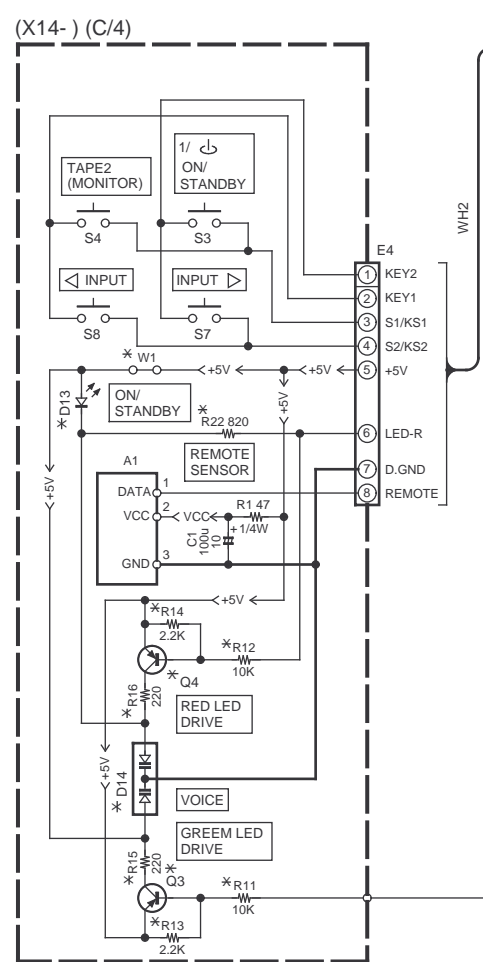 (X14- ) (C/4)
1/
ON/
STANDBY
TAPE2
(MONITOR)
S4
S3
WH2
E4
1 KEY2
2 KEY1
3 S1/KS1
4 S2/KS2
5 +5V
6 LED-R
7 D.GND
8 REMOTE
INPUT
INPUT
S8
S7
W1
+5V
+5V
D13
ON/
STANDBY
+5V
R22 820
REMOTE
SENSOR
A1
+5V
DATA 1
VCC 2
VCC
R1 47
+ 1/4W
C1
100u
10
GND 3
+5V
R14
2.2K
R12
10K
Q4
R16
220
RED LED
DRIVE
+5V
D14
VOICE
GREEM LED
DRIVE
R15
220
Q3
R11
10K
R13
2.2K